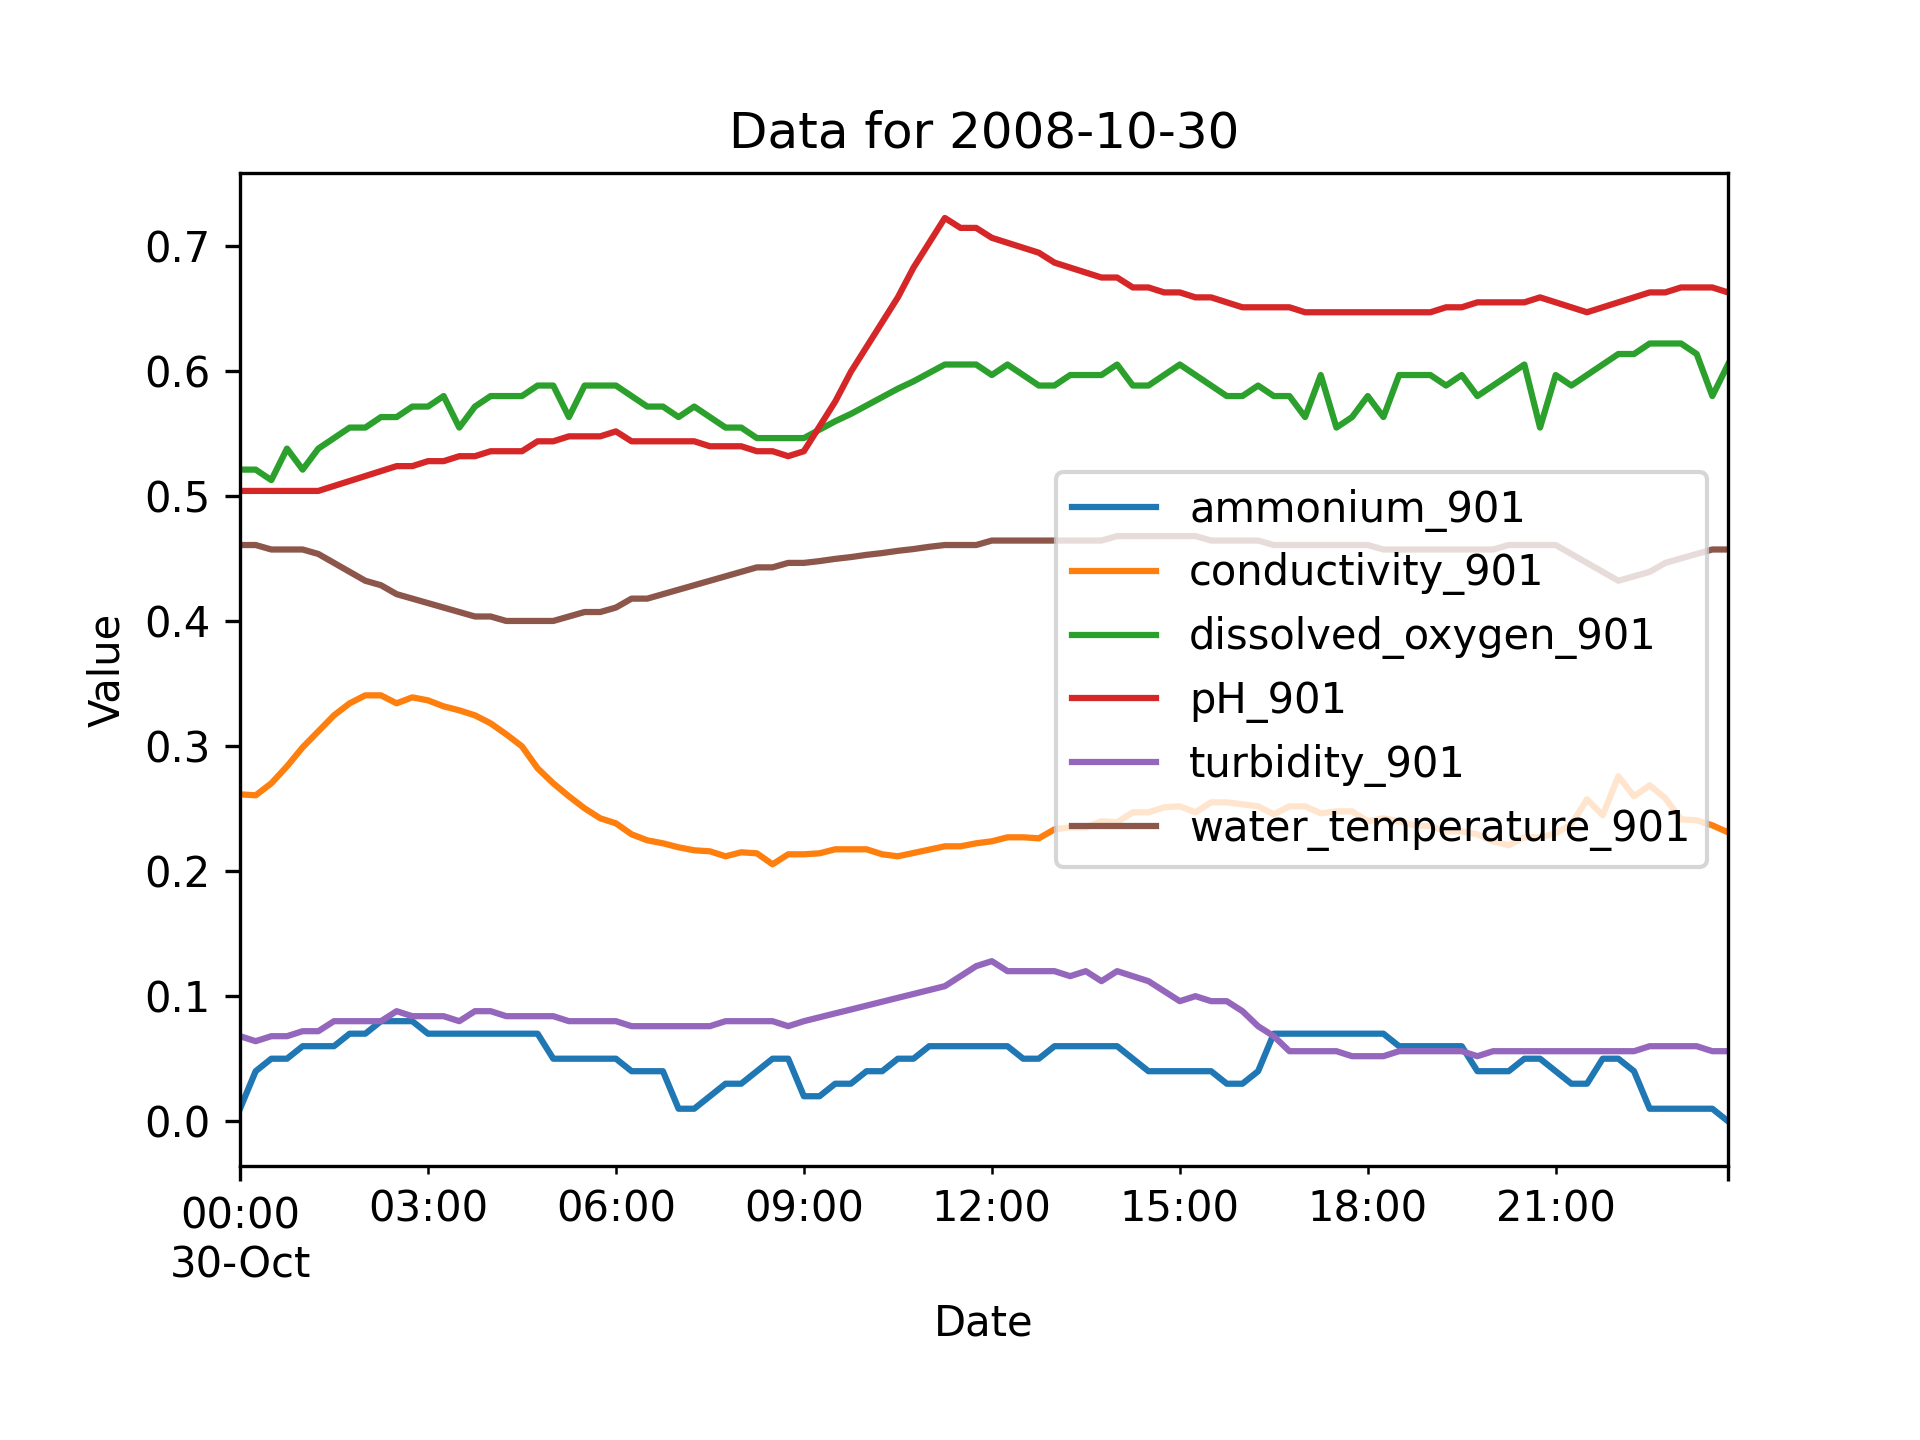 Data for 2008-10-30
Value
0.7
0.6
0.5
0.4
0.3
0.2
0.1
0.0
ammonium_901
conductivity_901
dissolved_oxygen_901
pH_901
turbidity_901
water_temperature_901
00:00
30-Oct
03:00
06:00
09:00
12:00
15:00
18:00
21:00
Date